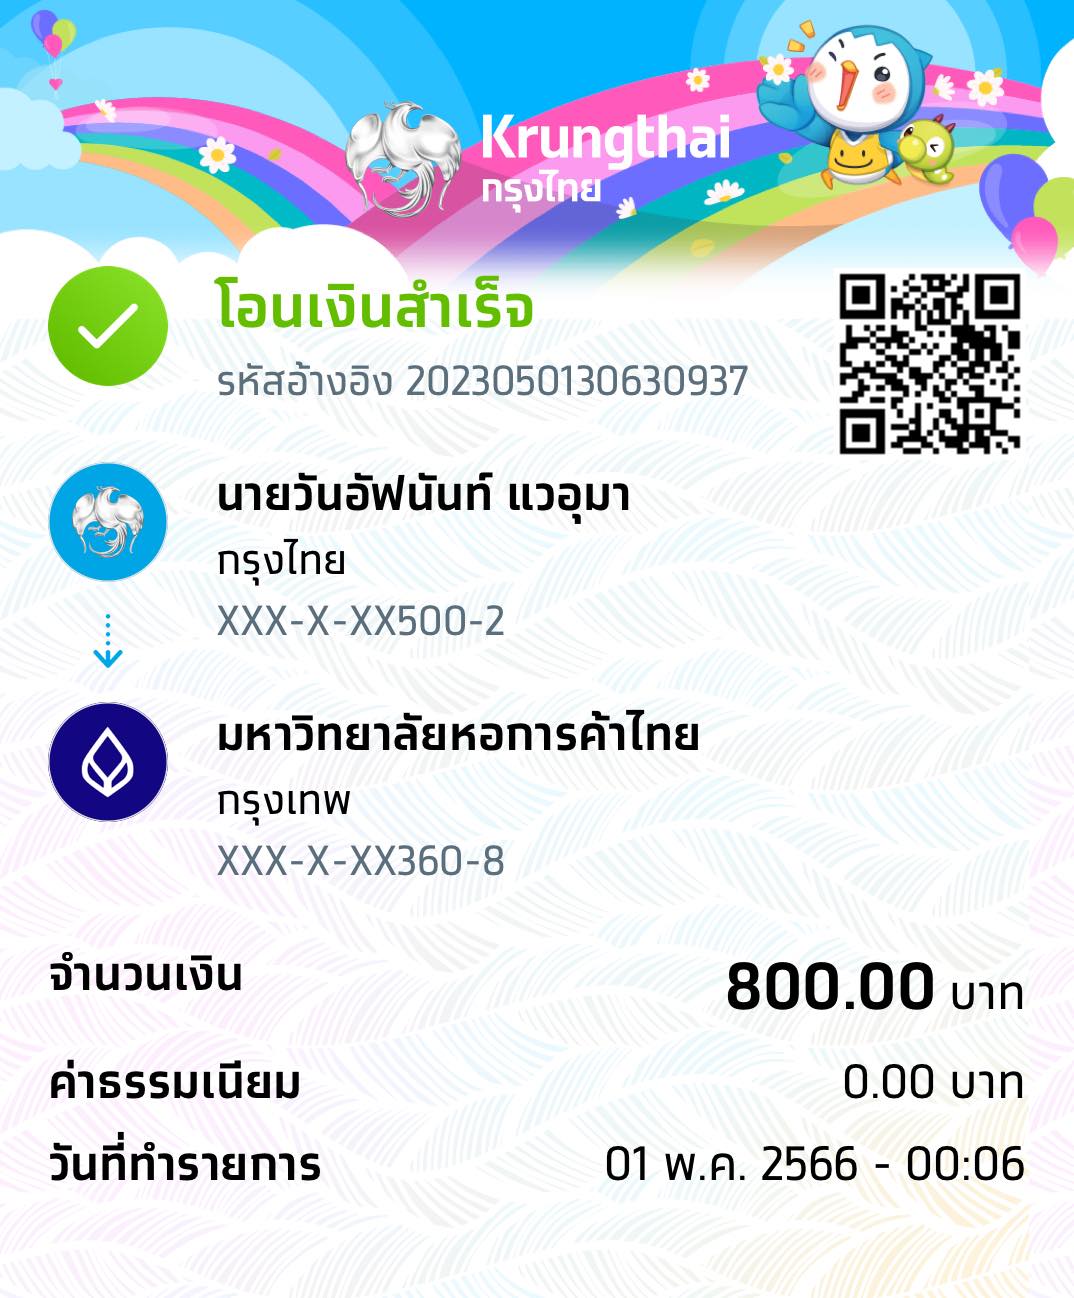 Krungthai
กรุงไทย
โอนเงินสำเร็จ
รหัสอ้างอิง 2023050130630937
นายวันอัฟนันท์ แวอุมา
กรุงไทย
XXX-X-XX500-2
มหาวิทยาลัยหอการค้าไทย
กรุงเทพ
XXX-X-XX360-8
จำนวนเงิน 800.00 บาท
ค่าธรรมเนียม 0.00 บาท
วันที่ทำรายการ 01 พ.ค. 2566 - 00:06